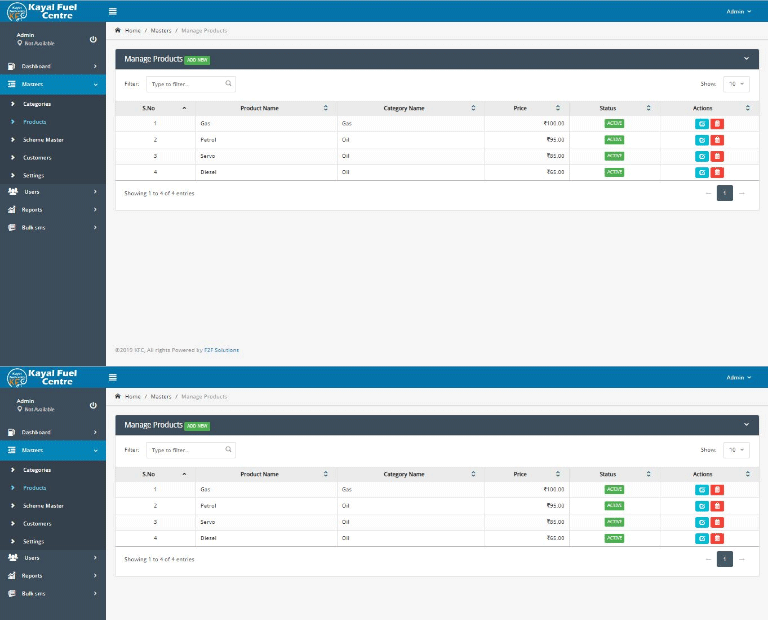 Kayal Fuel
Centre
Admin
Admin
Not Available
Home / Masters / Manage Products
Dashboard
Masters
Categories
Products
Scheme Master
Customers
Settings
Users
Reports
Bulk sms
Manage Products ADD NEW
Filter: Type to filter... Show: 10
S.No Product Name Category Name Price Status Actions
1 Gas Gas ₹100.00 ACTIVE
2 Petrol Oil ₹95.00 ACTIVE
3 Servo Oil ₹85.00 ACTIVE
4 Diesel Oil ₹65.00 ACTIVE
Showing 1 to 4 of 4 entries 1
KTC, All rights Powered by F2F Solutions
Kayal Fuel
Centre
Admin
Admin
Not Available
Home / Masters / Manage Products
Dashboard
Masters
Categories
Products
Scheme Master
Customers
Settings
Users
Reports
Bulk sms
Manage Products ADD NEW
Filter: Type to filter... Show: 10
S.No Product Name Category Name Price Status Actions
1 Gas Gas ₹100.00 ACTIVE
2 Petrol Oil ₹95.00 ACTIVE
3 Servo Oil ₹85.00 ACTIVE
4 Diesel Oil ₹65.00 ACTIVE
Showing 1 to 4 of 4 entries 1